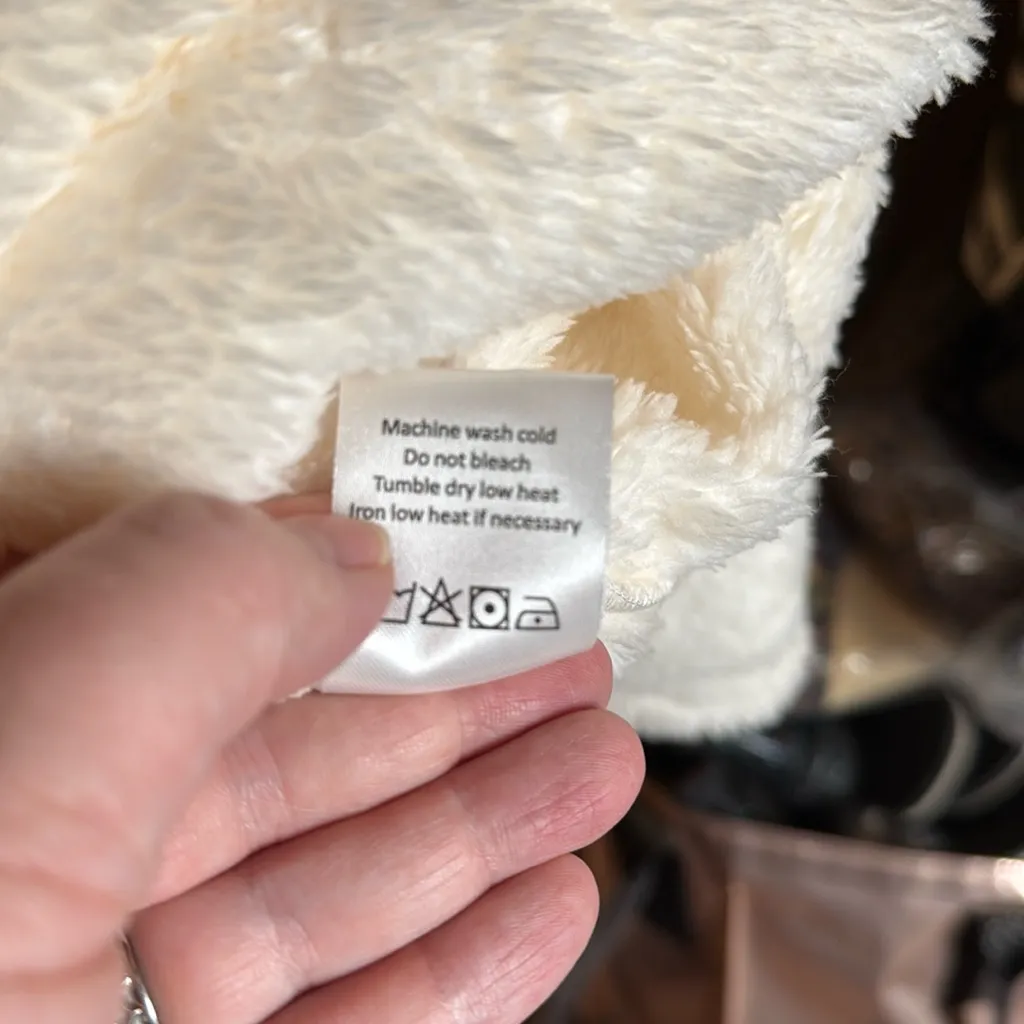 Machine wash cold
Do not bleach
Tumble dry low heat
Iron low heat if necessary